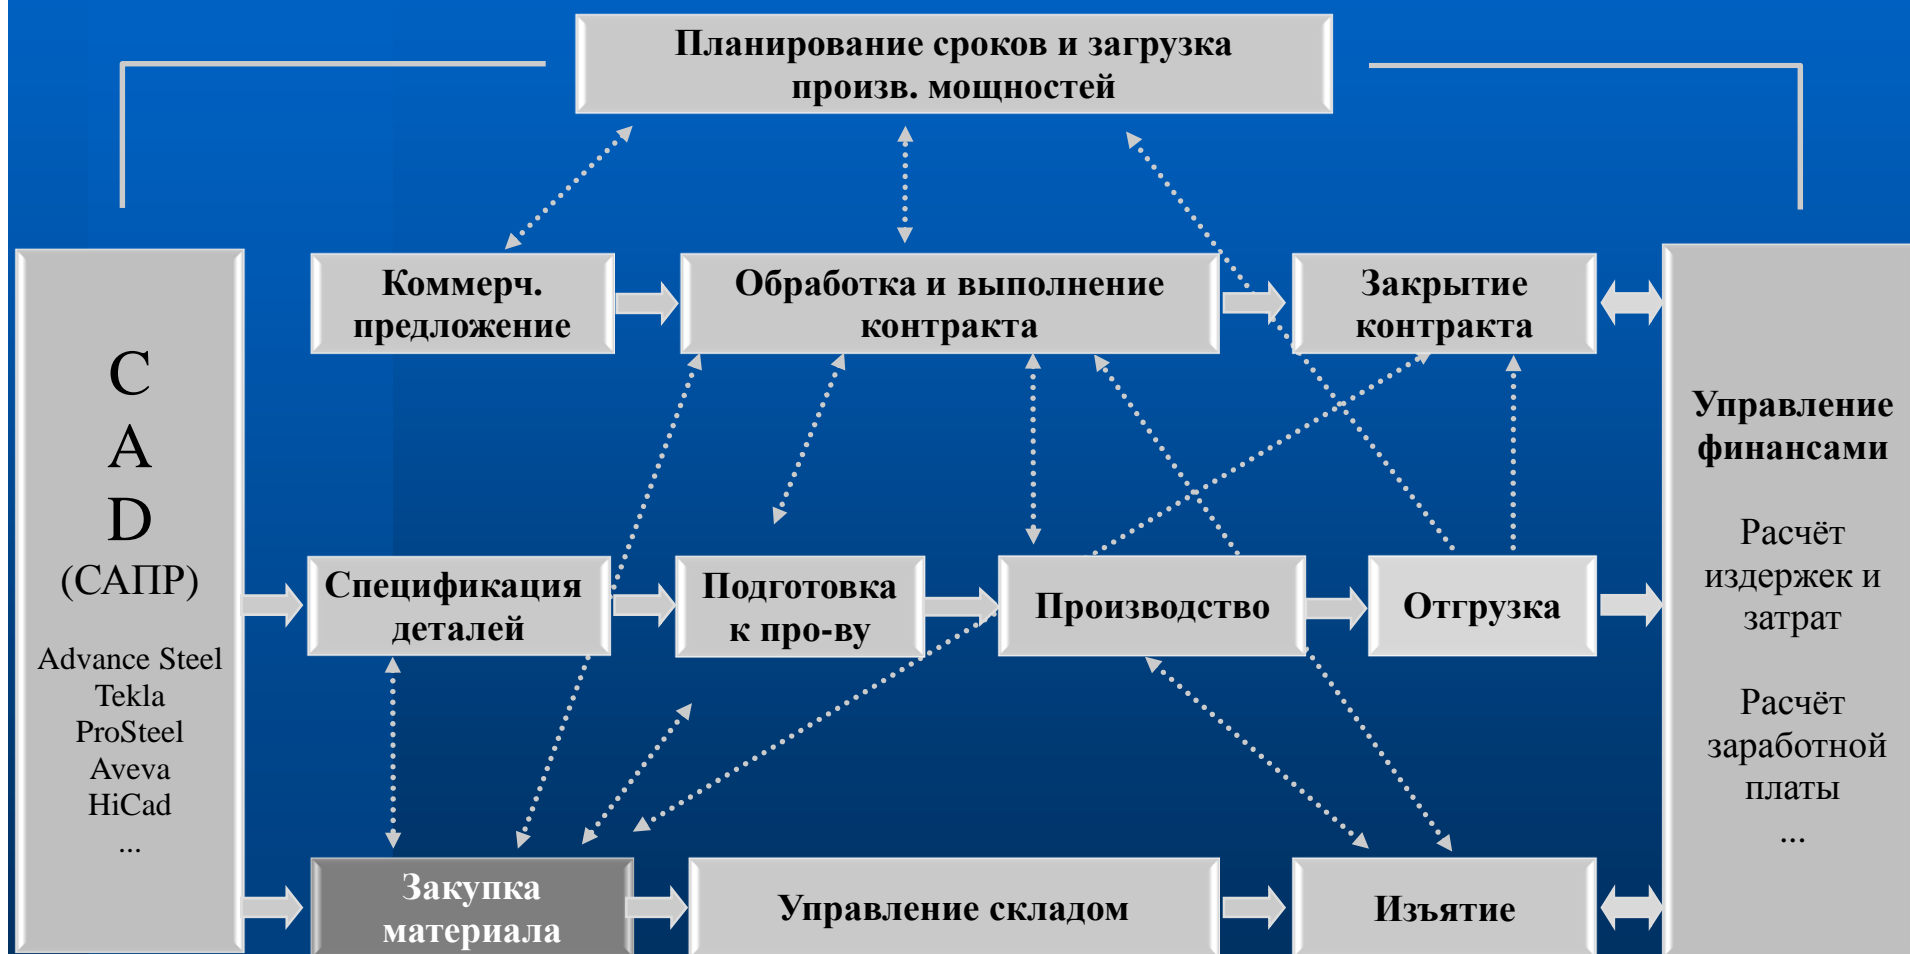 Планирование сроков и загрузка
произв. мощностей
Коммерч.
предложение
Обработка и выполнение
контракта
Закрытие
контракта
C
A
D
(САПР)
Advance Steel
Tekla
ProSteel
Aveva
HiCad
...
Спецификация
деталей
Подготовка
к про-ву
Производство
Отгрузка
Управление
финансами
Расчёт
издержек и
затрат
Расчёт
заработной
платы
...
Закупка
материала
Управление складом
Изъятие